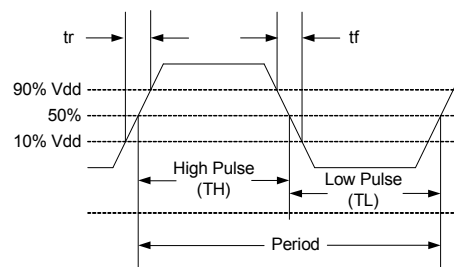 tr
tf
90% Vdd
50%
10% Vdd
High Pulse
(TH)
Low Pulse
(TL)
Period